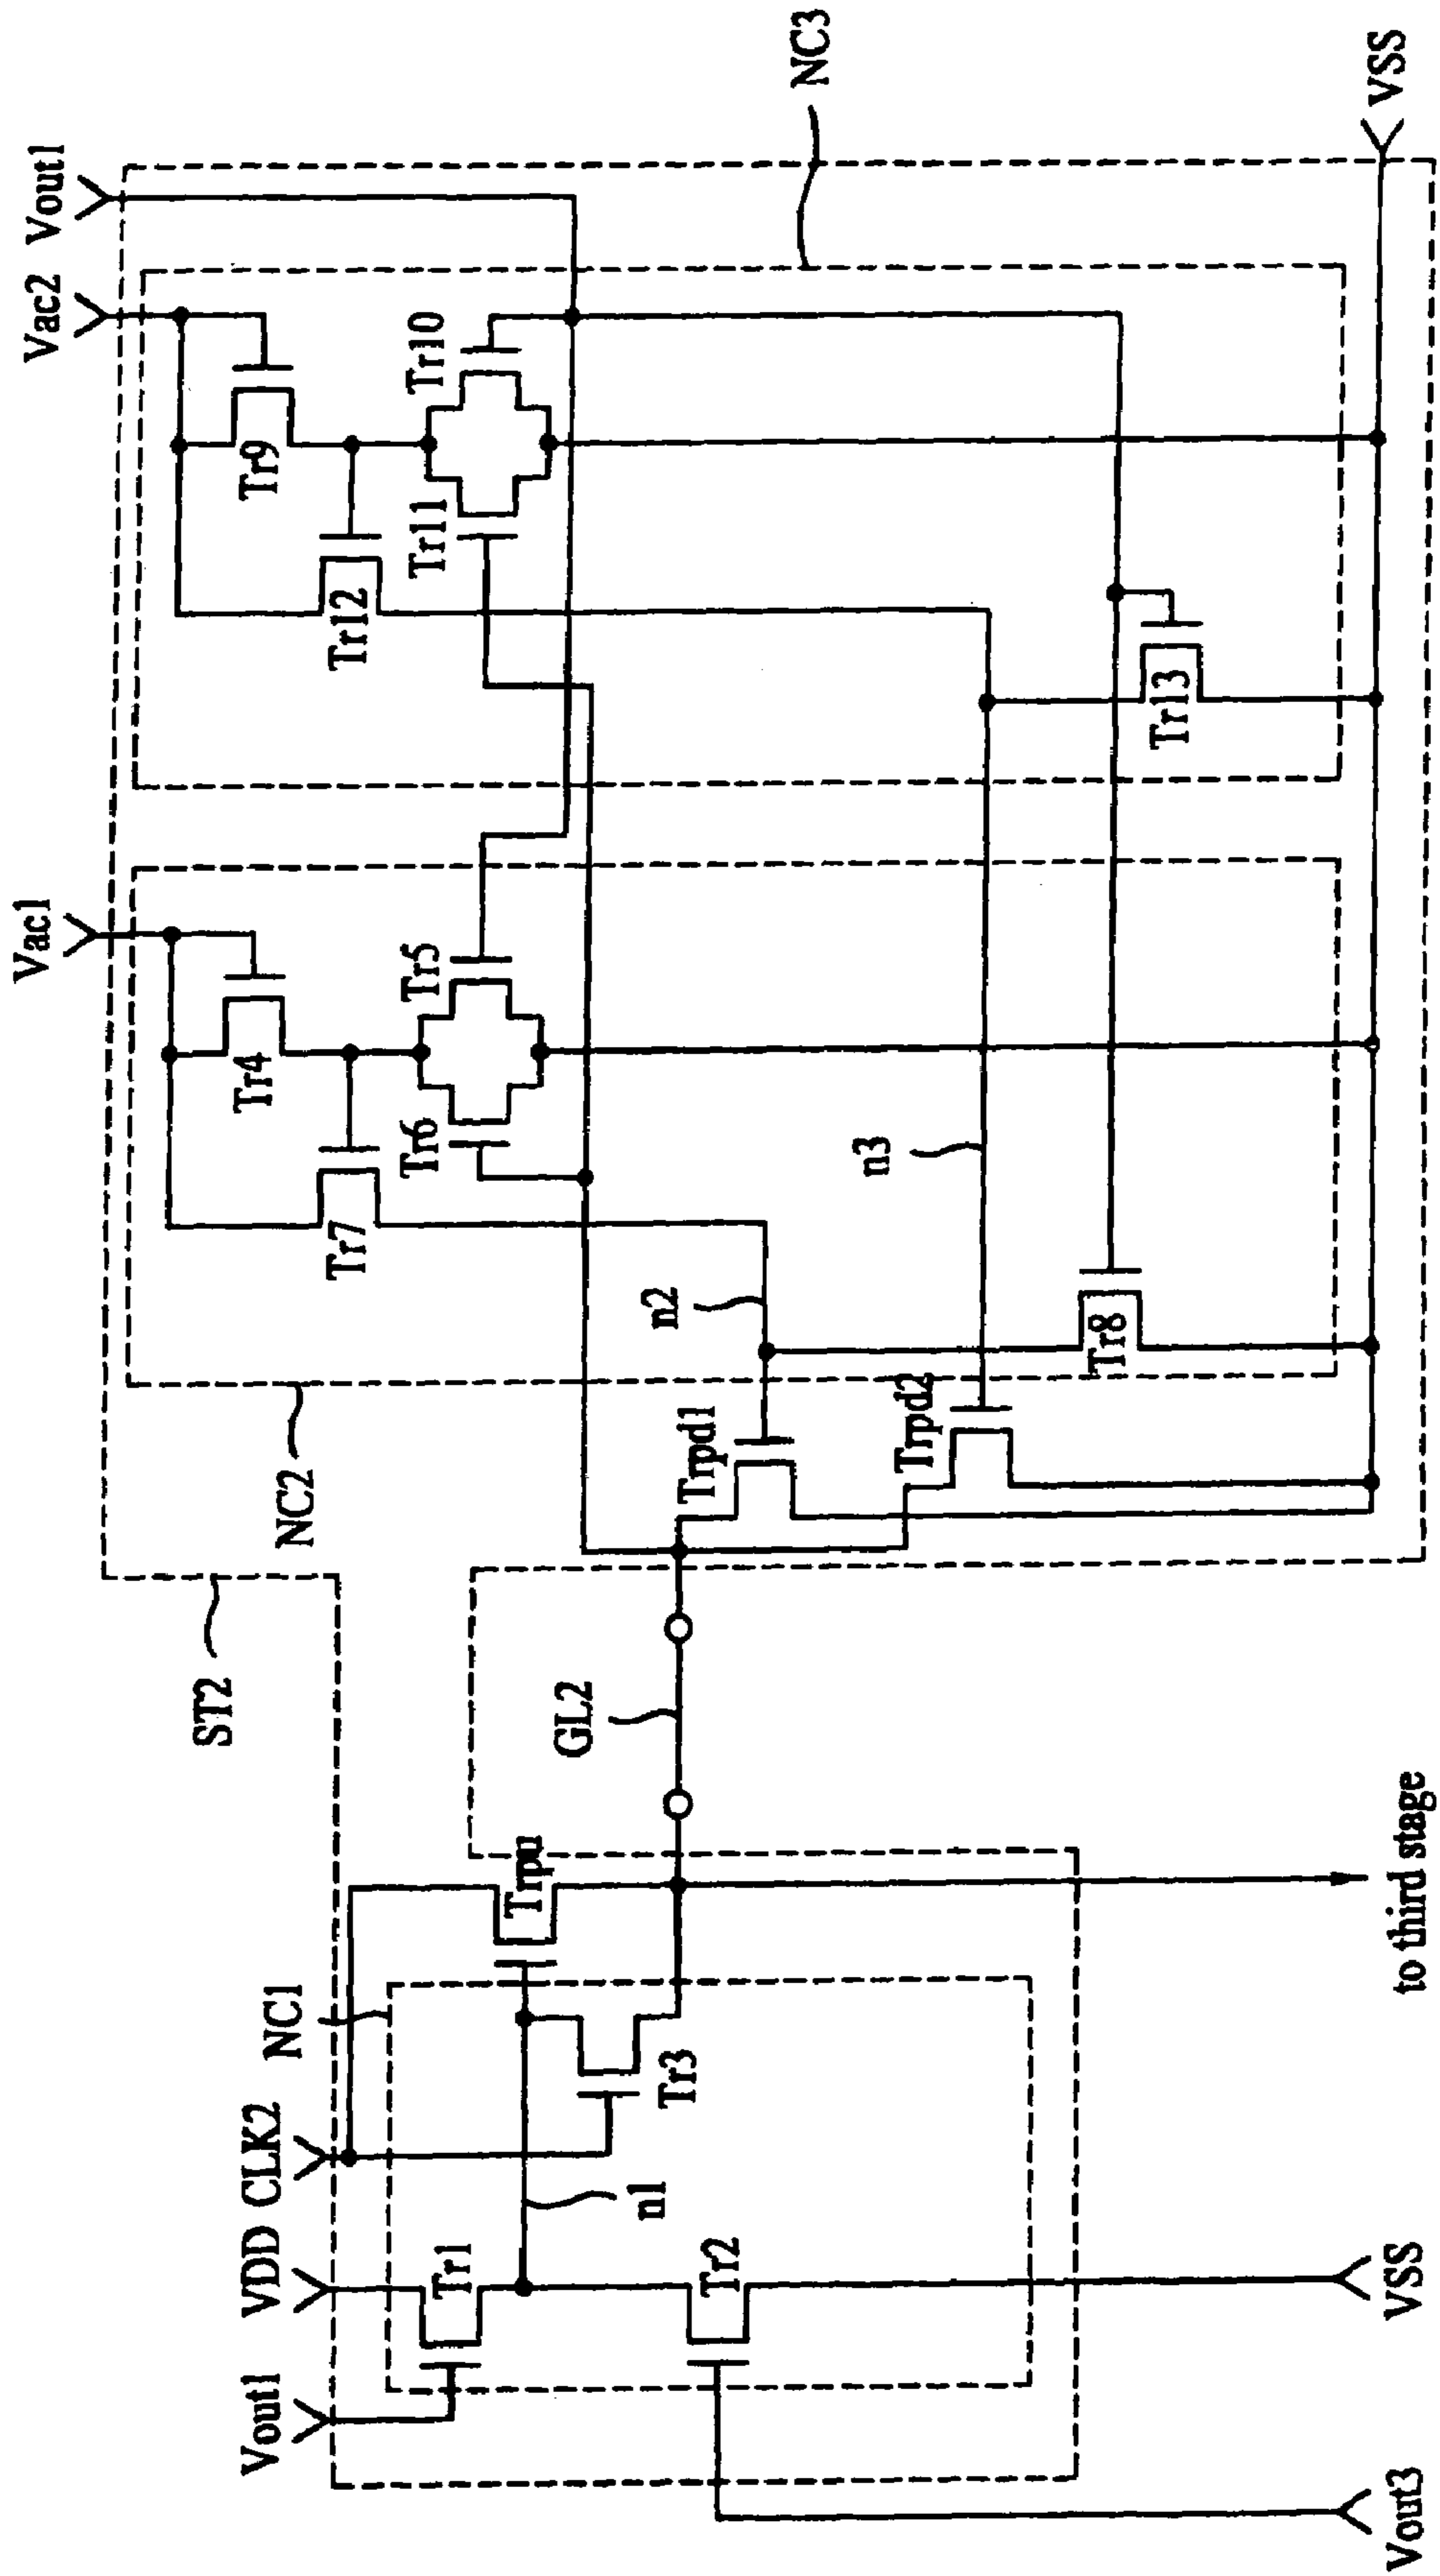 Vout1
VDD
CLK2
NC1
ST2
NC2
Vac1
Vac2
Vout1
NC3
Tr1
n1
Tr2
Tr3
Trpu
GL2
Tr7
Tr4
Tr6
Tr5
Tr12
Tr9
Tr11
Tr10
n2
n3
Trpd1
Trpd2
Tr8
Tr13
Vout3
VSS
to third stage
VSS